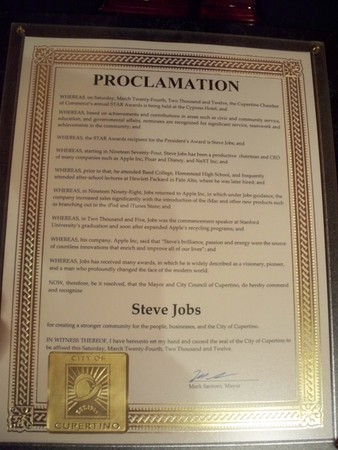 PROCLAMATION
WHEREAS, on Saturday, March Twenty-Fourth, Two Thousand and Twelve, the Cupertino Chamber
of Commerce's annual STAR Awards is being held at the Cypress Hotel; and
WHEREAS, based on achievements and contributions in areas such as civic and community service,
education, and governmental affairs, nominees are recognized for significant service, teamwork and
achievements in the community; and
WHEREAS, the STAR Awards recipient for the President's Award is Steve Jobs; and
WHEREAS, starting in Nineteen Seventy-Four, Steve Jobs has been a productive chairman and CEO
of many companies such as Apple Inc, Pixar and Disney, and NeXT Inc; and
WHEREAS, prior to that, he attended Reed College, Homestead High School, and frequently
attended after-school lectures at Hewlett-Packard in Palo Alto, where he was later hired; and
WHEREAS, in Nineteen Ninety-Eight, Jobs returned to Apple Inc, in which under Jobs guidance, the
company increased sales significantly with the introduction of the iMac and other new products such
as branching out to the iPod and iTunes Store; and
WHEREAS, in Two Thousand and Five, Jobs was the commencement speaker at Stanford
University's graduation and soon after expanded Apple's recycling programs; and
WHEREAS, his company, Apple Inc, said that "Steve's brilliance, passion and energy were the source
of countless innovations that enrich and improve all of our lives"; and
WHEREAS, Jobs has received many awards, in which he is widely described as a visionary, pioneer,
and a man who profoundly changed the face of the modern world.
NOW, therefore, be it resolved, that the Mayor and City Council of Cupertino, do hereby commend
and recognize
Steve Jobs
for creating a stronger community for the people, businesses, and the City of Cupertino.
IN WITNESS THEREOF, I have hereunto set my hand and caused the seal of the City of Cupertino to
be affixed this Saturday, March Twenty-Fourth, Two Thousand and Twelve.
Mark Santoro, Mayor
CITY OF
CUPERTINO